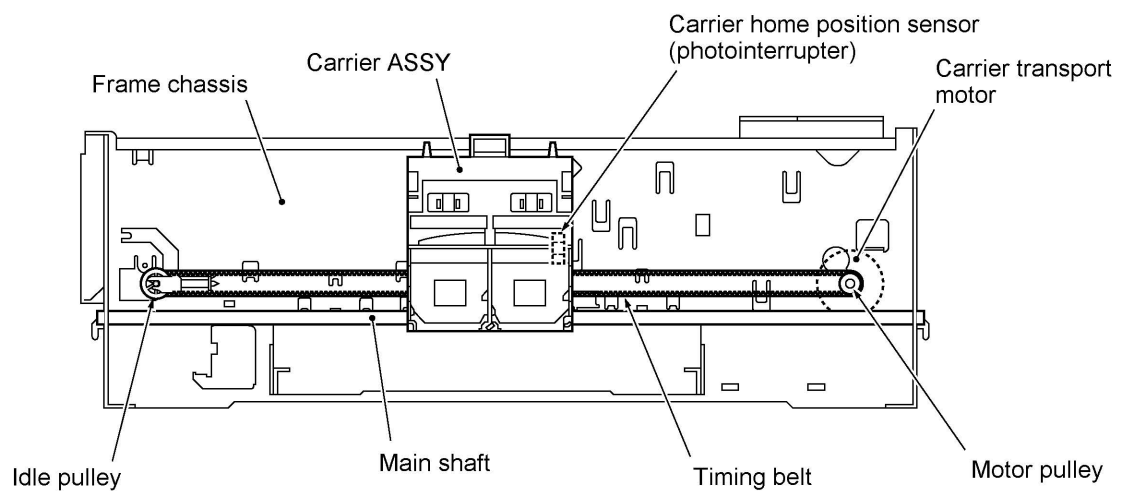 Carrier home position sensor
(photointerrupter)
Carrier ASSY
Carrier transport
motor
Frame chassis
Idle pulley
Main shaft
Timing belt
Motor pulley